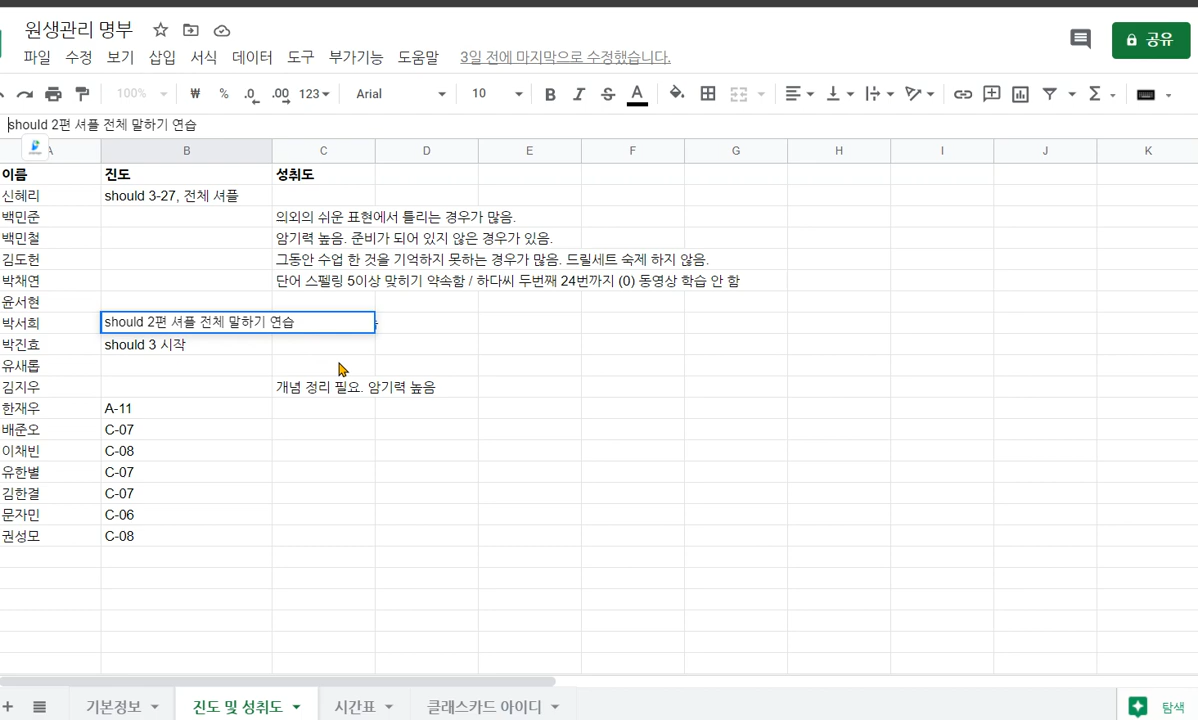 원생관리 명부
파일 수정 보기 삽입 서식 데이터 도구 부가기능 도움말 3일 전에 마지막으로 수정했습니다.
공유
100% ₩ % .0 .00 123 Arial 10 B I S A
should 2편 셔플 전체 말하기 연습
A B C D E F G H I J K
이름 진도 성취도
신혜리 should 3-27, 전체 셔플
백민준 의외의 쉬운 표현에서 틀리는 경우가 많음.
백민철 암기력 높음. 준비가 되어 있지 않은 경우가 있음.
김도헌 그동안 수업 한 것을 기억하지 못하는 경우가 많음. 드릴세트 숙제 하지 않음.
박채연 단어 스펠링 5이상 맞히기 약속함 / 하다씨 두번째 24번까지 (0) 동영상 학습 안 함
윤서현
박서희 should 2편 셔플 전체 말하기 연습
박진효 should 3 시작
유새롭
김지우 개념 정리 필요. 암기력 높음
한재우 A-11
배준오 C-07
이채빈 C-08
유한별 C-07
김한결 C-07
문자민 C-06
권성모 C-08
기본정보 진도 및 성취도 시간표 클래스카드 아이디 탐색